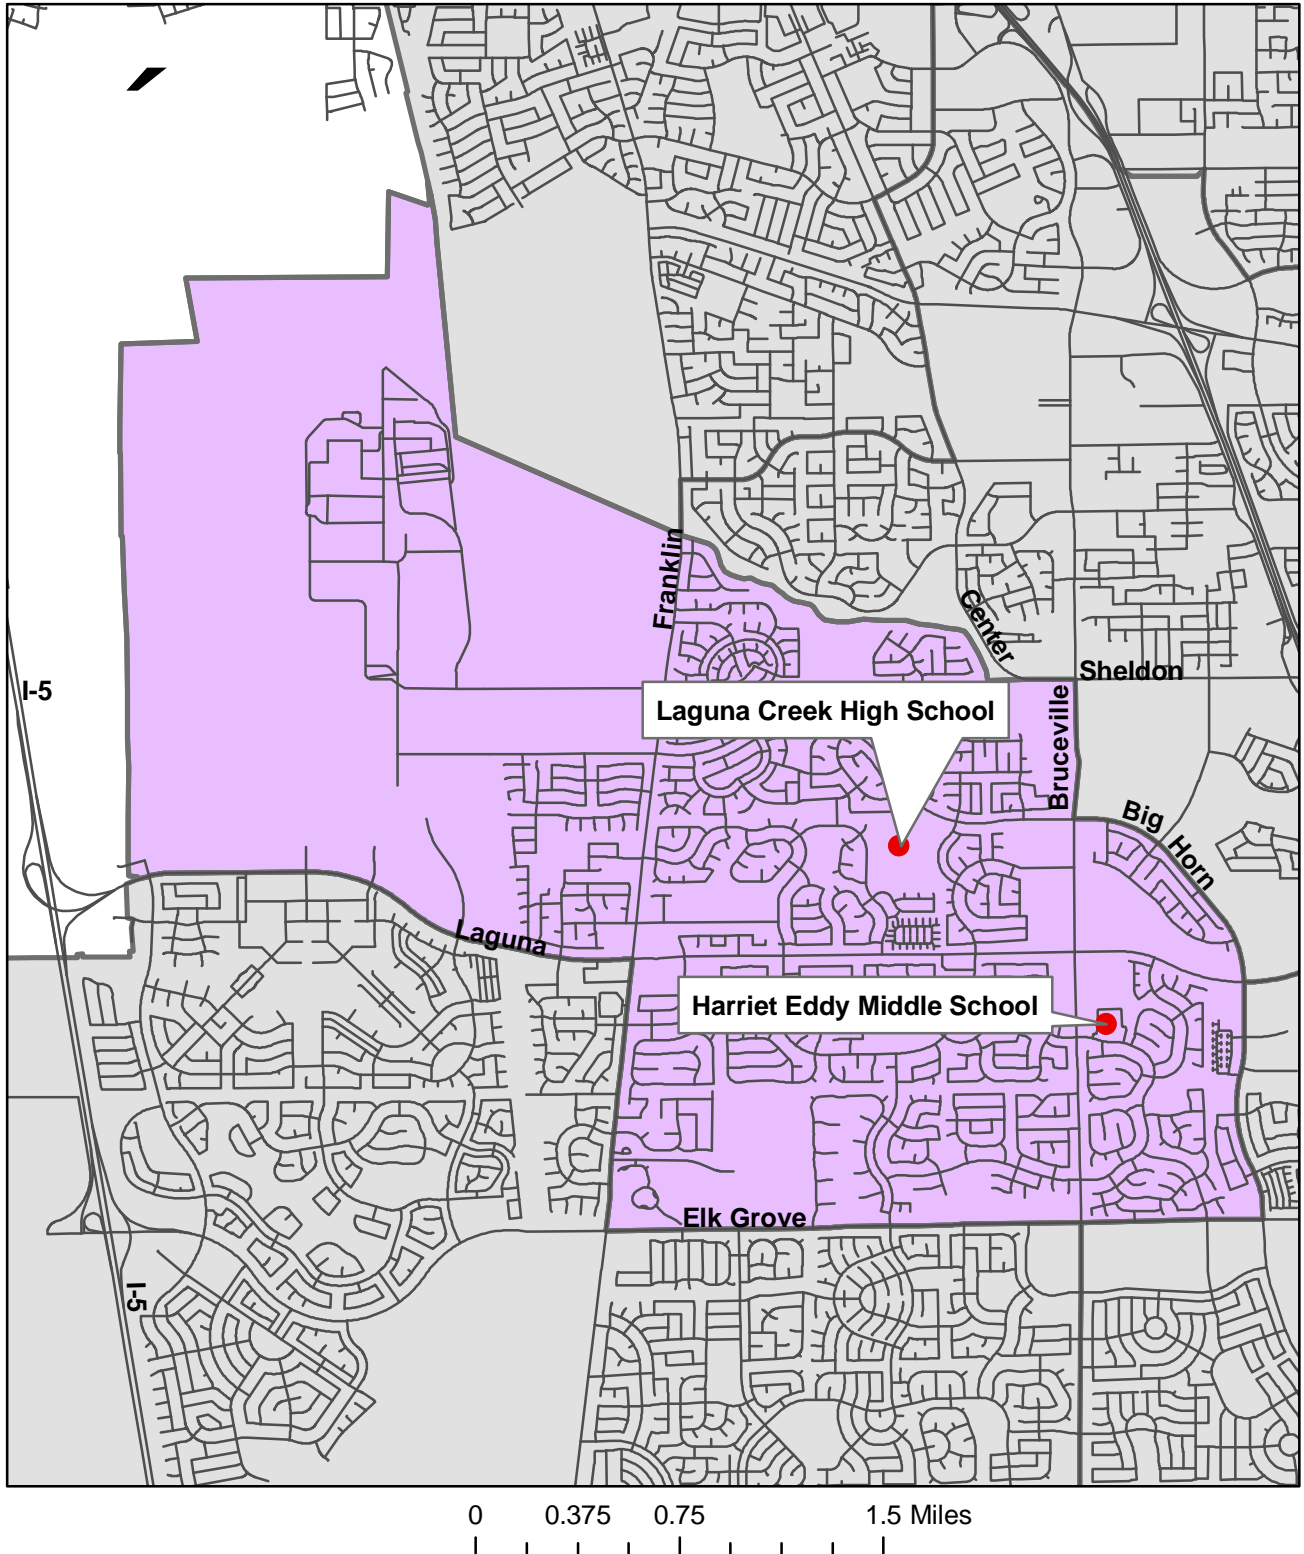 Franklin
Center
Sheldon
I-5
Laguna Creek High School
Bruceville
Big Horn
Laguna
Harriet Eddy Middle School
Elk Grove
I-5
0 0.375 0.75 1.5 Miles